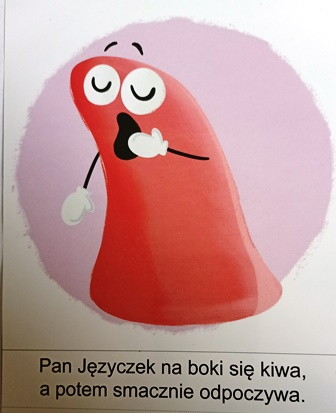 Pan Języczek na boki się kiwa,
a potem smacznie odpoczywa.